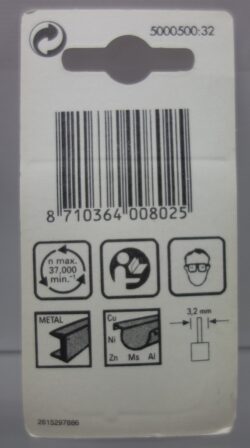 5000500:32
8 710364 008025
n max.
37,000
min.⁻¹
METAL
Cu
Ni
Zn Ms Al
3,2 mm
2615297886